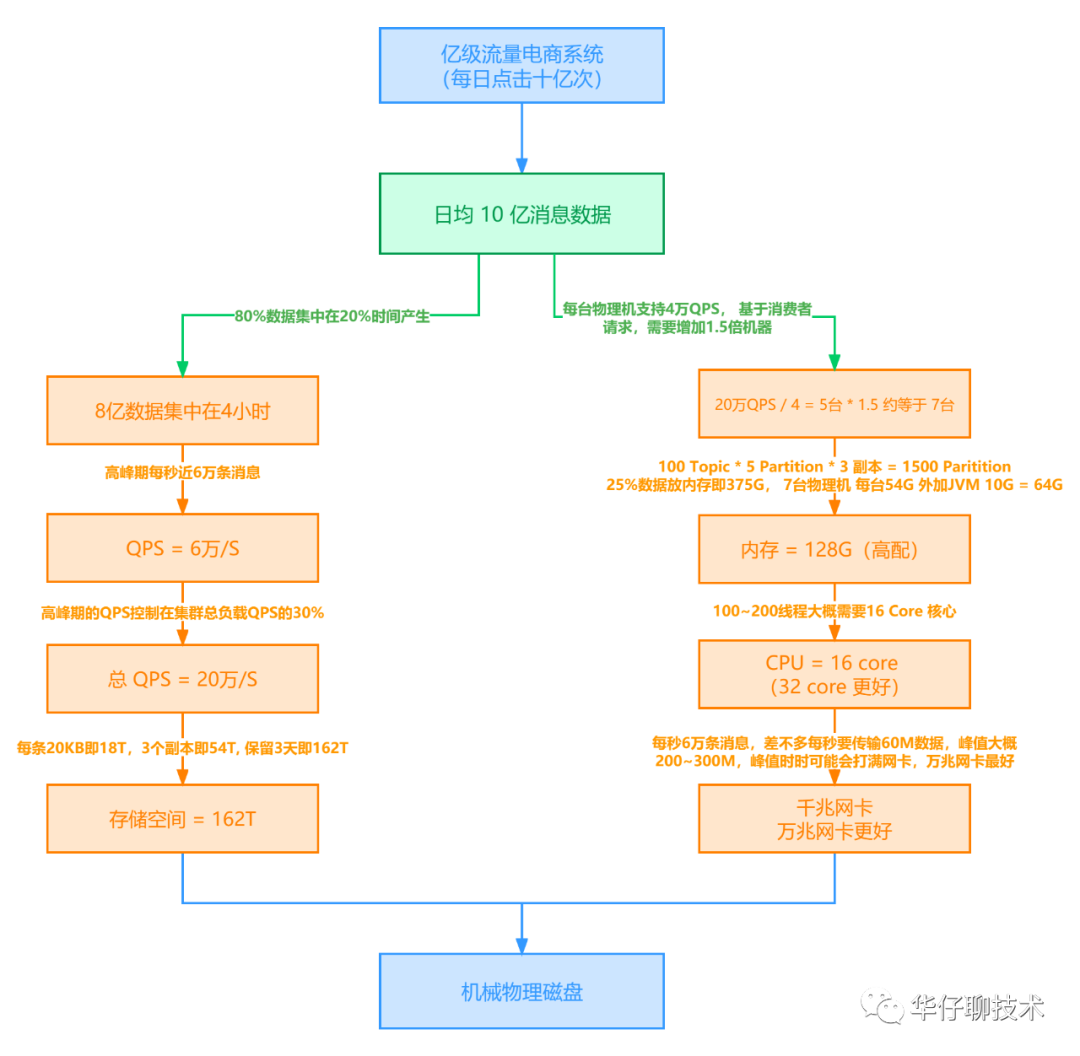 亿级流量电商系统
（每日点击十亿次）
日均 10 亿消息数据
80%数据集中在20%时间产生
8亿数据集中在4小时
高峰期每秒近6万条消息
QPS = 6万/S
高峰期的QPS控制在集群总负载QPS的30%
总 QPS = 20万/S
每条20KB即18T，3个副本即54T, 保留3天即162T
存储空间 = 162T
每台物理机支持4万QPS， 基于消费者
请求，需要增加1.5倍机器
20万QPS / 4 = 5台 * 1.5 约等于 7台
100 Topic * 5 Partition * 3 副本 = 1500 Paritition
25%数据放内存即375G， 7台物理机 每台54G 外加JVM 10G = 64G
内存 = 128G（高配）
100~200线程大概需要16 Core 核心
CPU = 16 core
（32 core 更好）
每秒6万条消息，差不多每秒要传输60M数据，峰值大概
200~300M，峰值时时可能会打满网卡，万兆网卡最好
千兆网卡
万兆网卡更好
机械物理磁盘
华仔聊技术